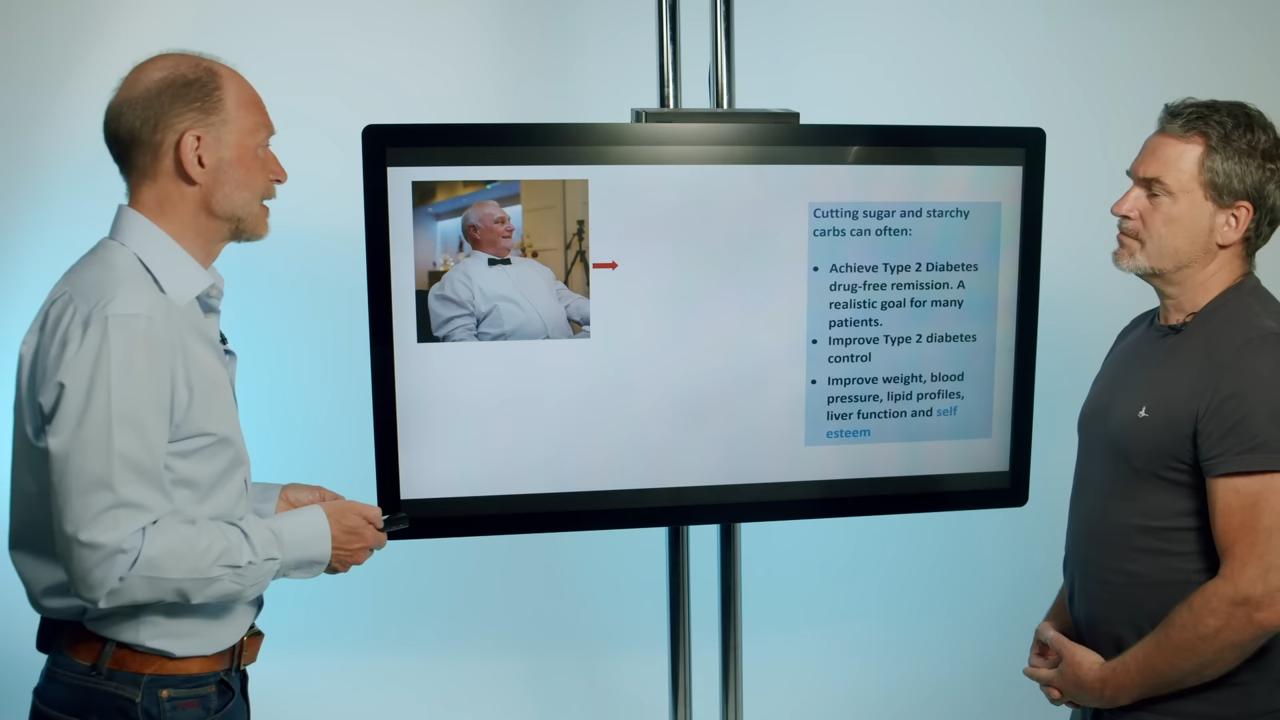 Cutting sugar and starchy
carbs can often:
• Achieve Type 2 Diabetes
drug-free remission. A
realistic goal for many
patients.
• Improve Type 2 diabetes
control
• Improve weight, blood
pressure, lipid profiles,
liver function and self
esteem